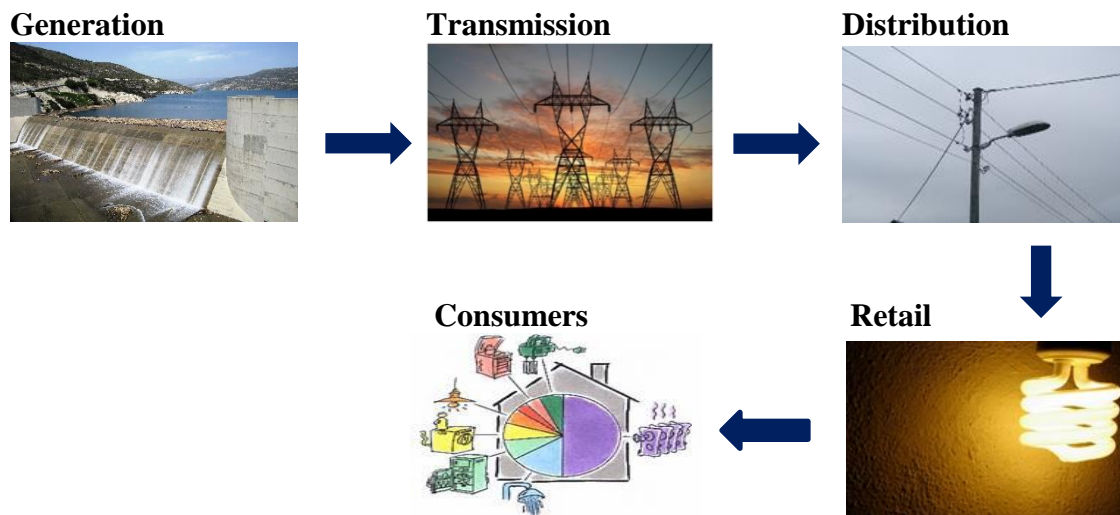 Generation
Transmission
Distribution
Retail
Consumers